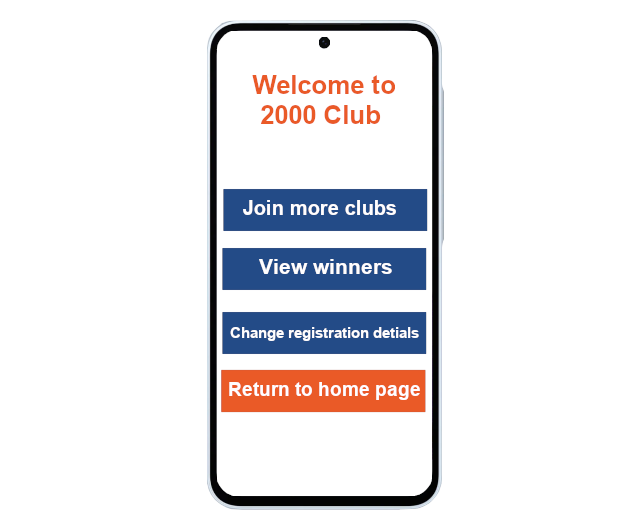 Welcome to
2000 Club
Join more clubs
View winners
Change registration detials
Return to home page